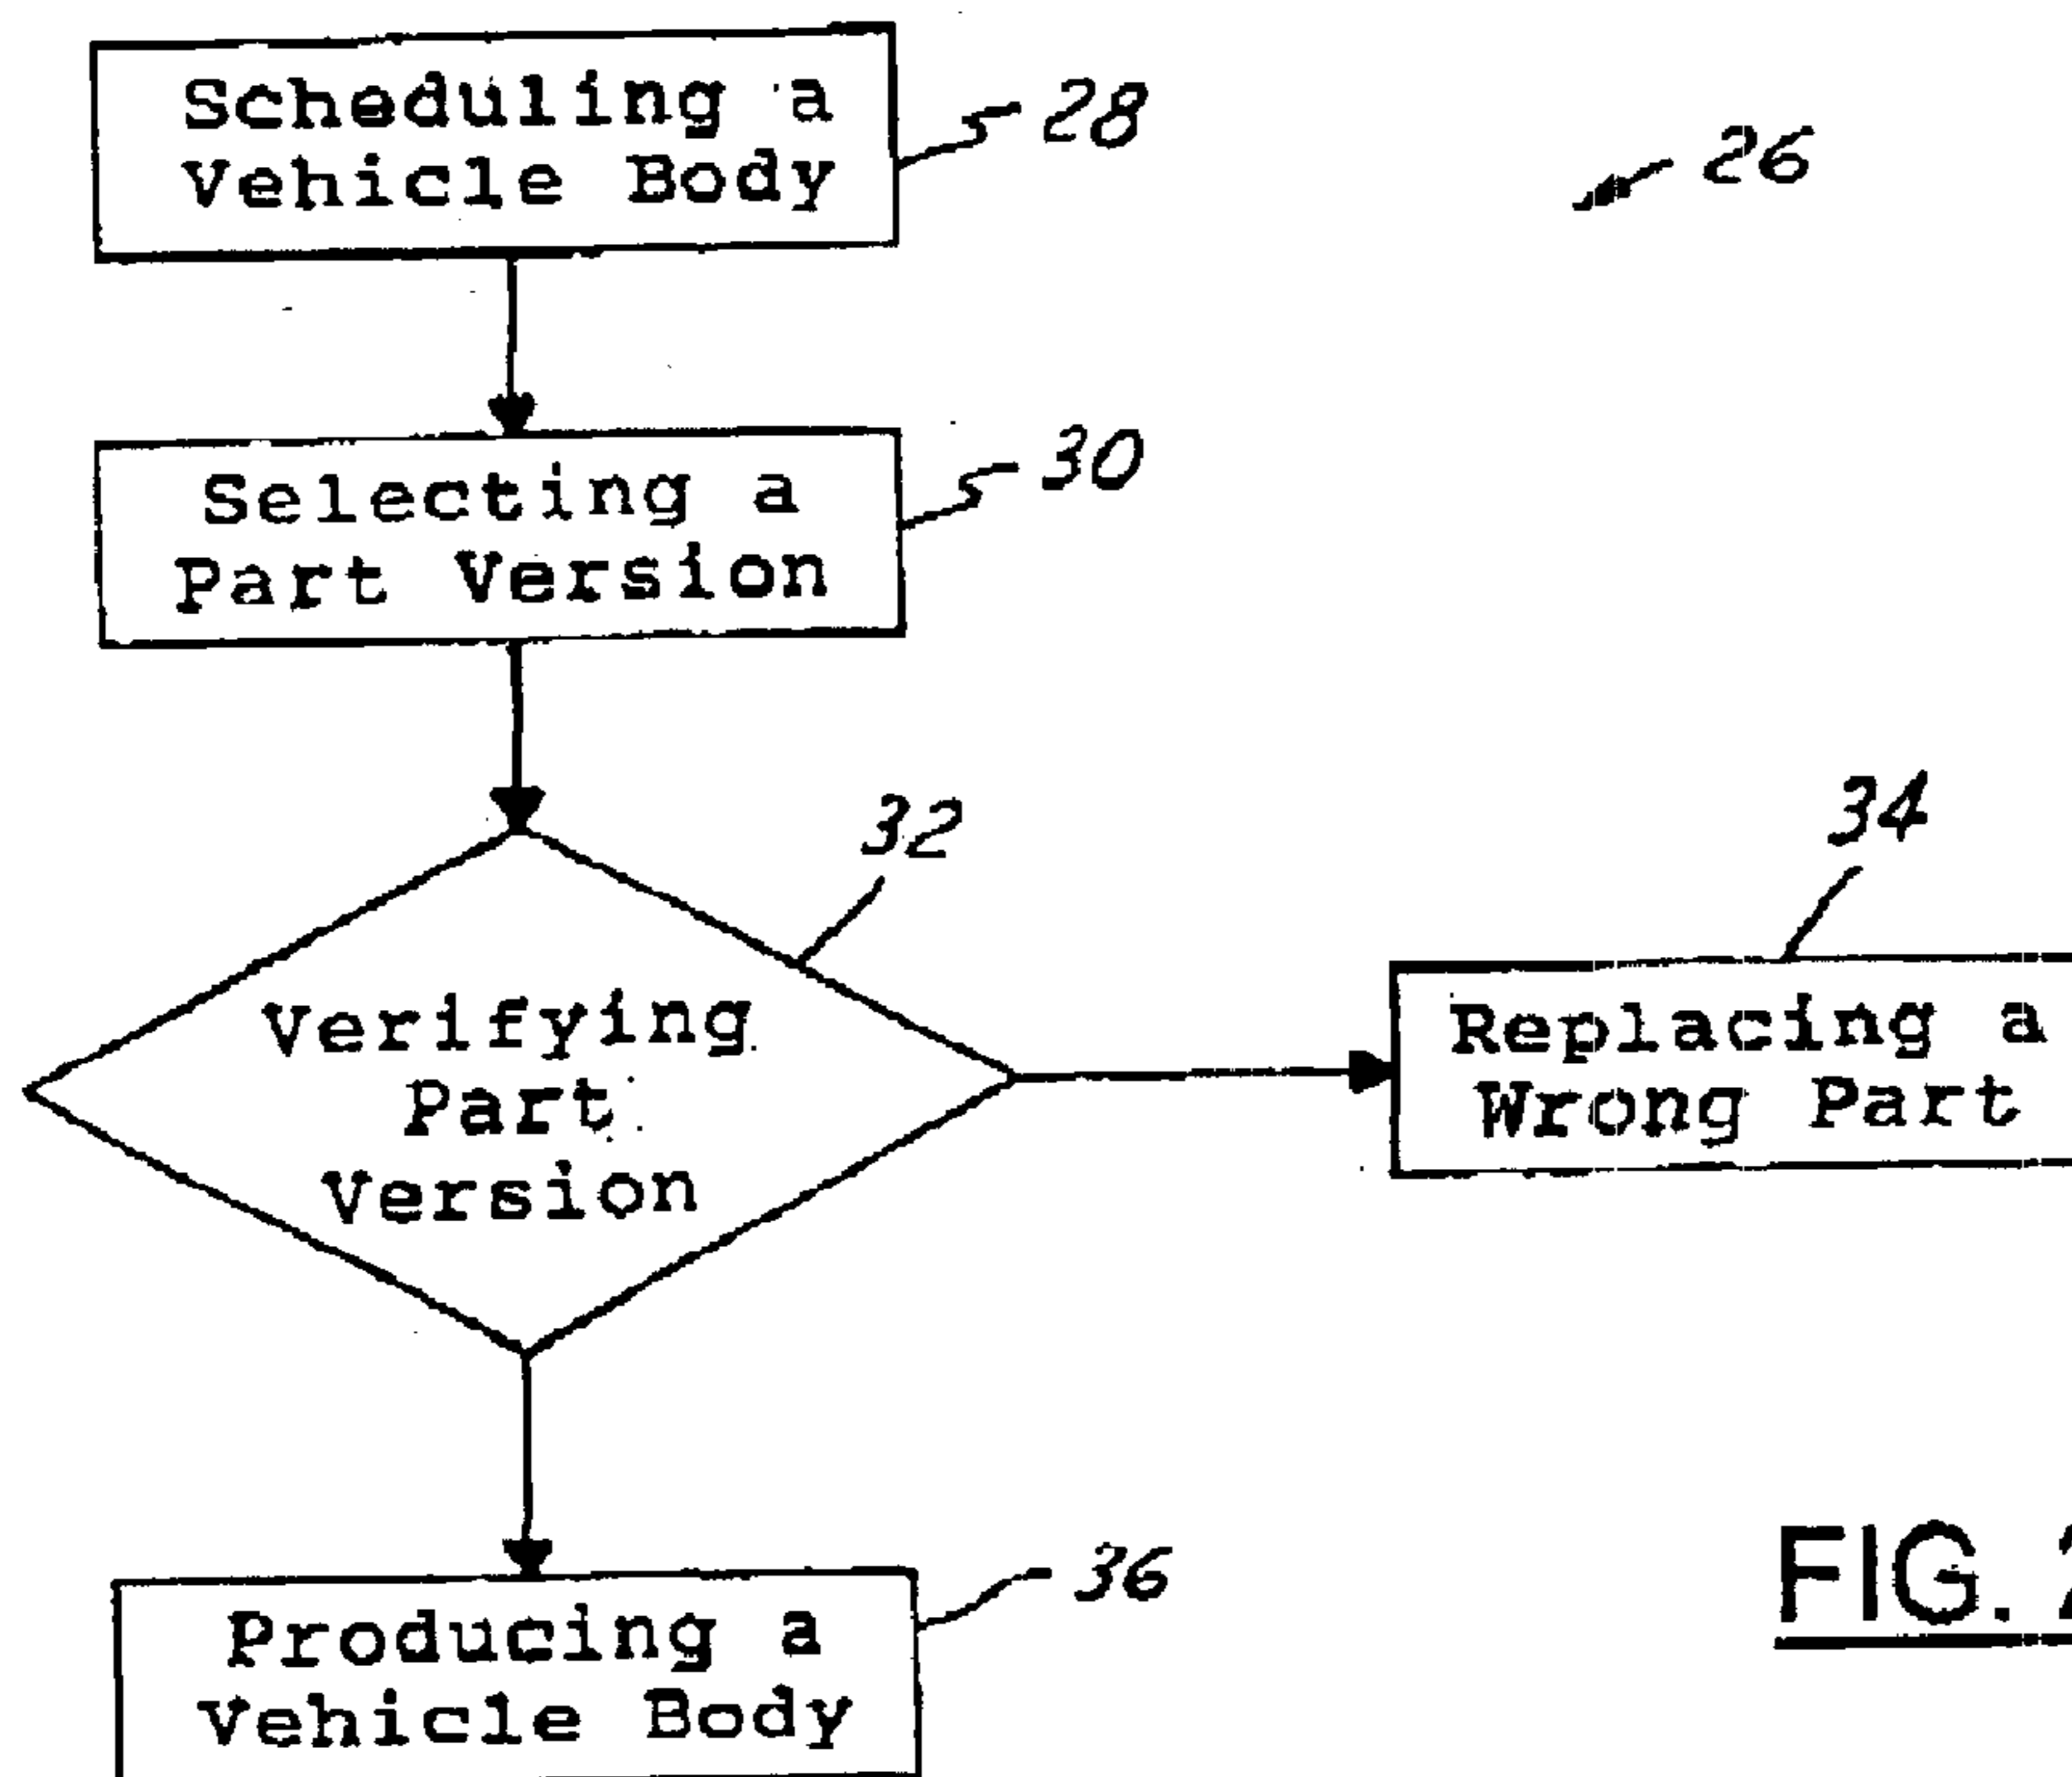 Scheduling a
Vehicle Body
28
26
Selecting a
Part Version
30
32
34
Verifying
Part
Version
Replacing a
Wrong Part
36
Producing a
Vehicle Body
FIG.